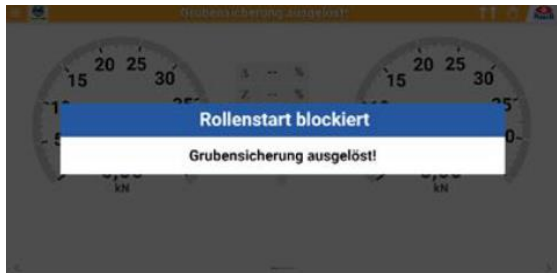 Grubensicherung ausgelöst!
20 25
15 30
20 25
15 30
Δ -- %
Rollenstart blockiert
Grubensicherung ausgelöst!
kN
kN